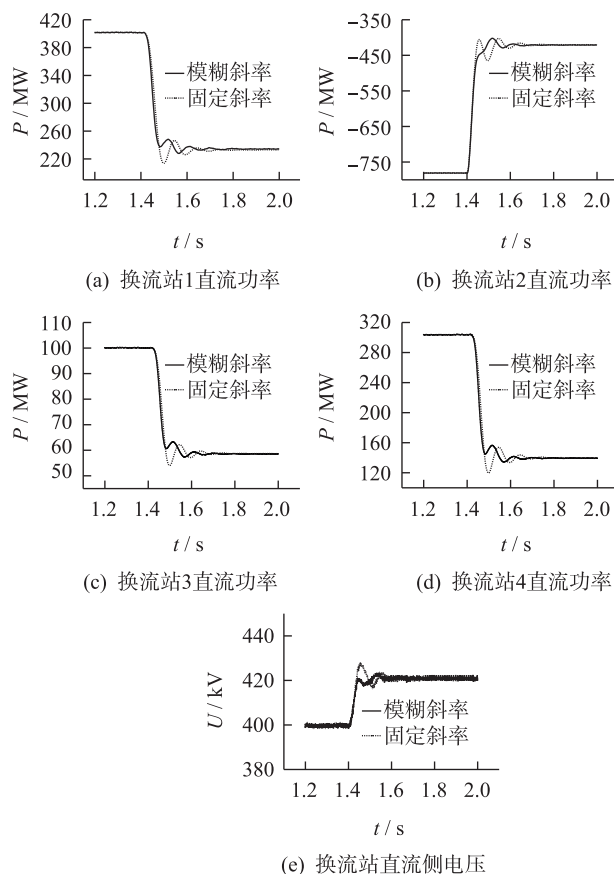 420
380
340
300
260
220
P / MW
模糊斜率
固定斜率
1.2 1.4 1.6 1.8 2.0
t / s
(a) 换流站1直流功率
−350
−450
−550
−650
−750
P / MW
模糊斜率
固定斜率
1.2 1.4 1.6 1.8 2.0
t / s
(b) 换流站2直流功率
110
100
90
80
70
60
50
P / MW
模糊斜率
固定斜率
1.2 1.4 1.6 1.8 2.0
t / s
(c) 换流站3直流功率
320
280
240
200
160
120
P / MW
模糊斜率
固定斜率
1.2 1.4 1.6 1.8 2.0
t / s
(d) 换流站4直流功率
440
420
400
380
U / kV
模糊斜率
固定斜率
1.2 1.4 1.6 1.8 2.0
t / s
(e) 换流站直流侧电压